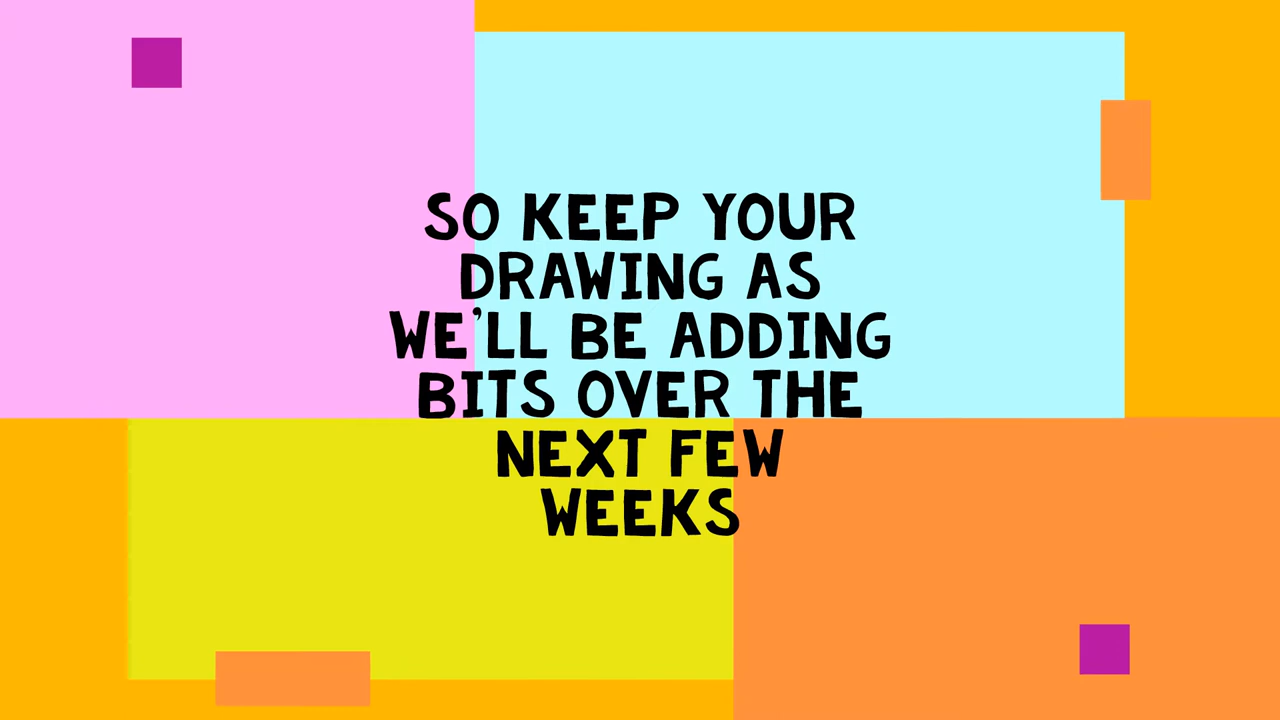 SO KEEP YOUR
DRAWING AS
WE'LL BE ADDING
BITS OVER THE
NEXT FEW
WEEKS